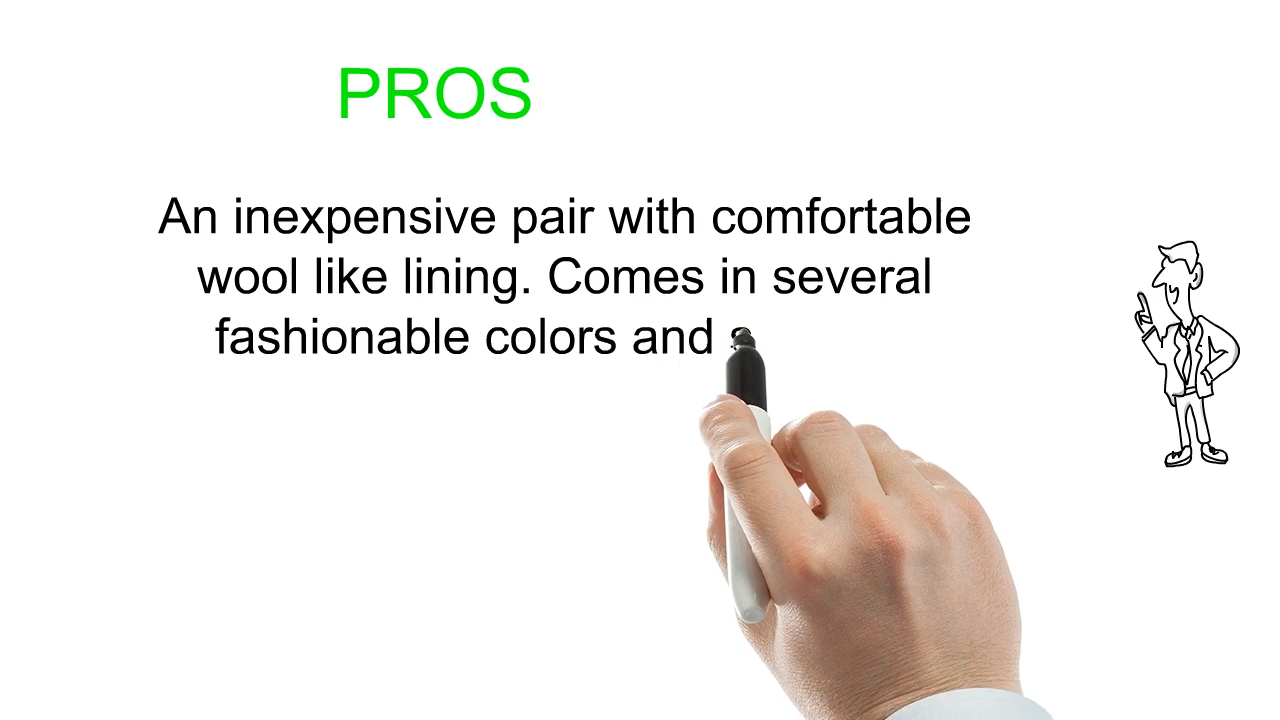 PROS
An inexpensive pair with comfortable
wool like lining. Comes in several
fashionable colors and